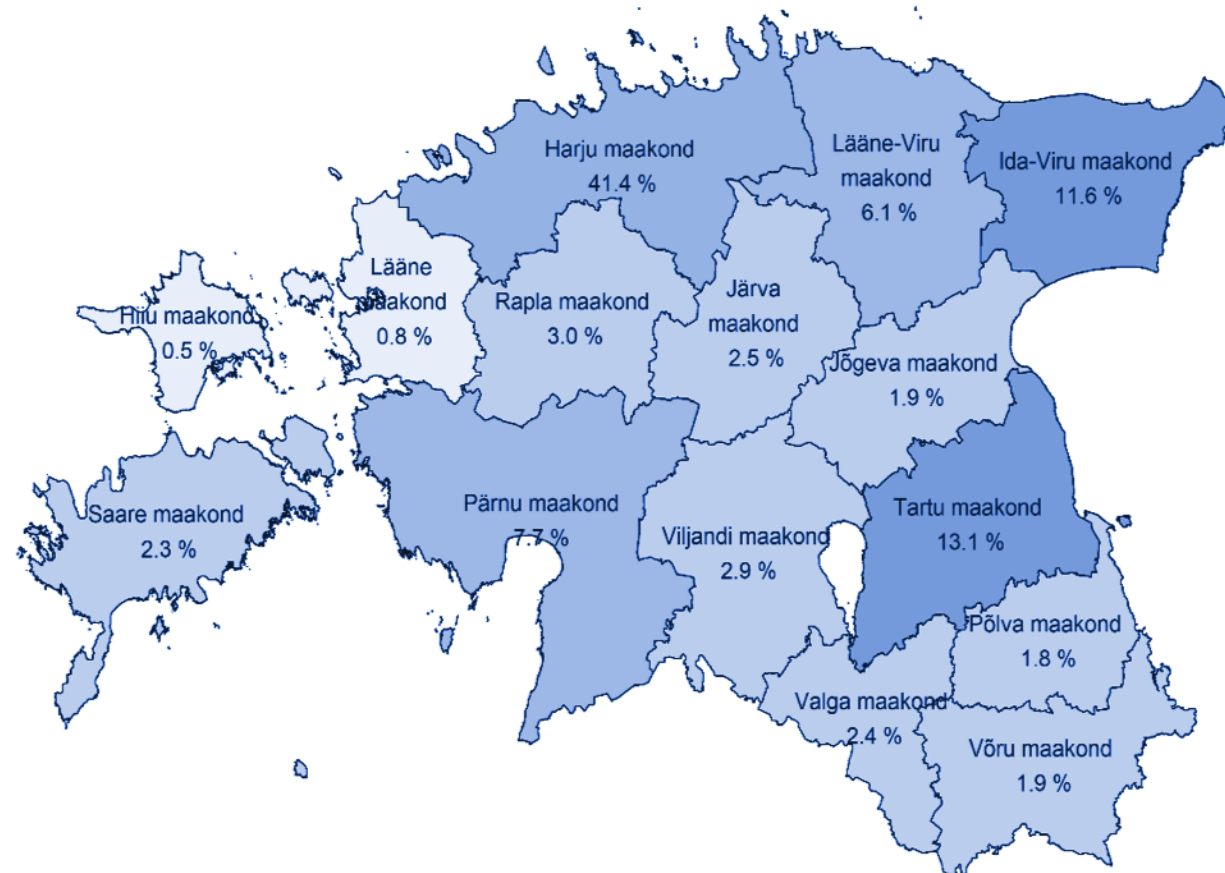 Harju maakond
41.4 %
Lääne-Viru
maakond
6.1 %
Ida-Viru maakond
11.6 %
Lääne
maakond
0.8 %
Hiiu maakond
0.5 %
Rapla maakond
3.0 %
Järva
maakond
2.5 %
Jõgeva maakond
1.9 %
Saare maakond
2.3 %
Pärnu maakond
7.7 %
Viljandi maakond
2.9 %
Tartu maakond
13.1 %
Põlva maakond
1.8 %
Valga maakond
2.4 %
Võru maakond
1.9 %